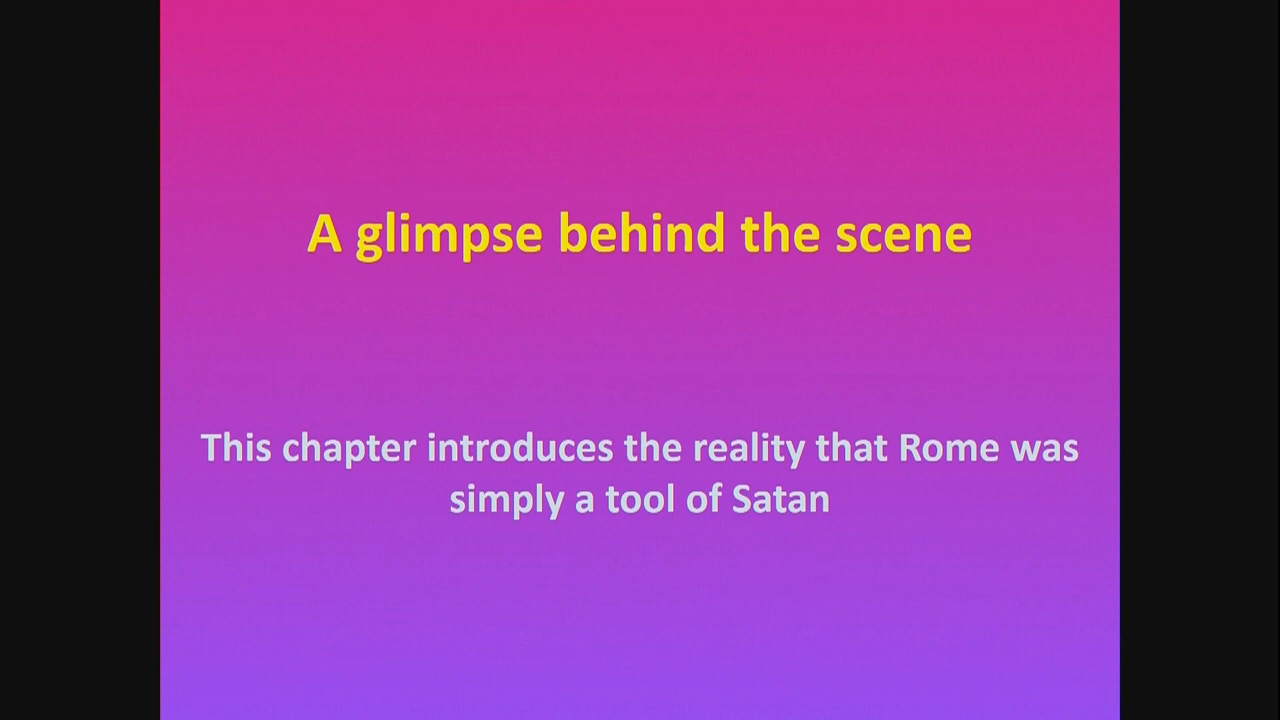 A glimpse behind the scene
This chapter introduces the reality that Rome was
simply a tool of Satan